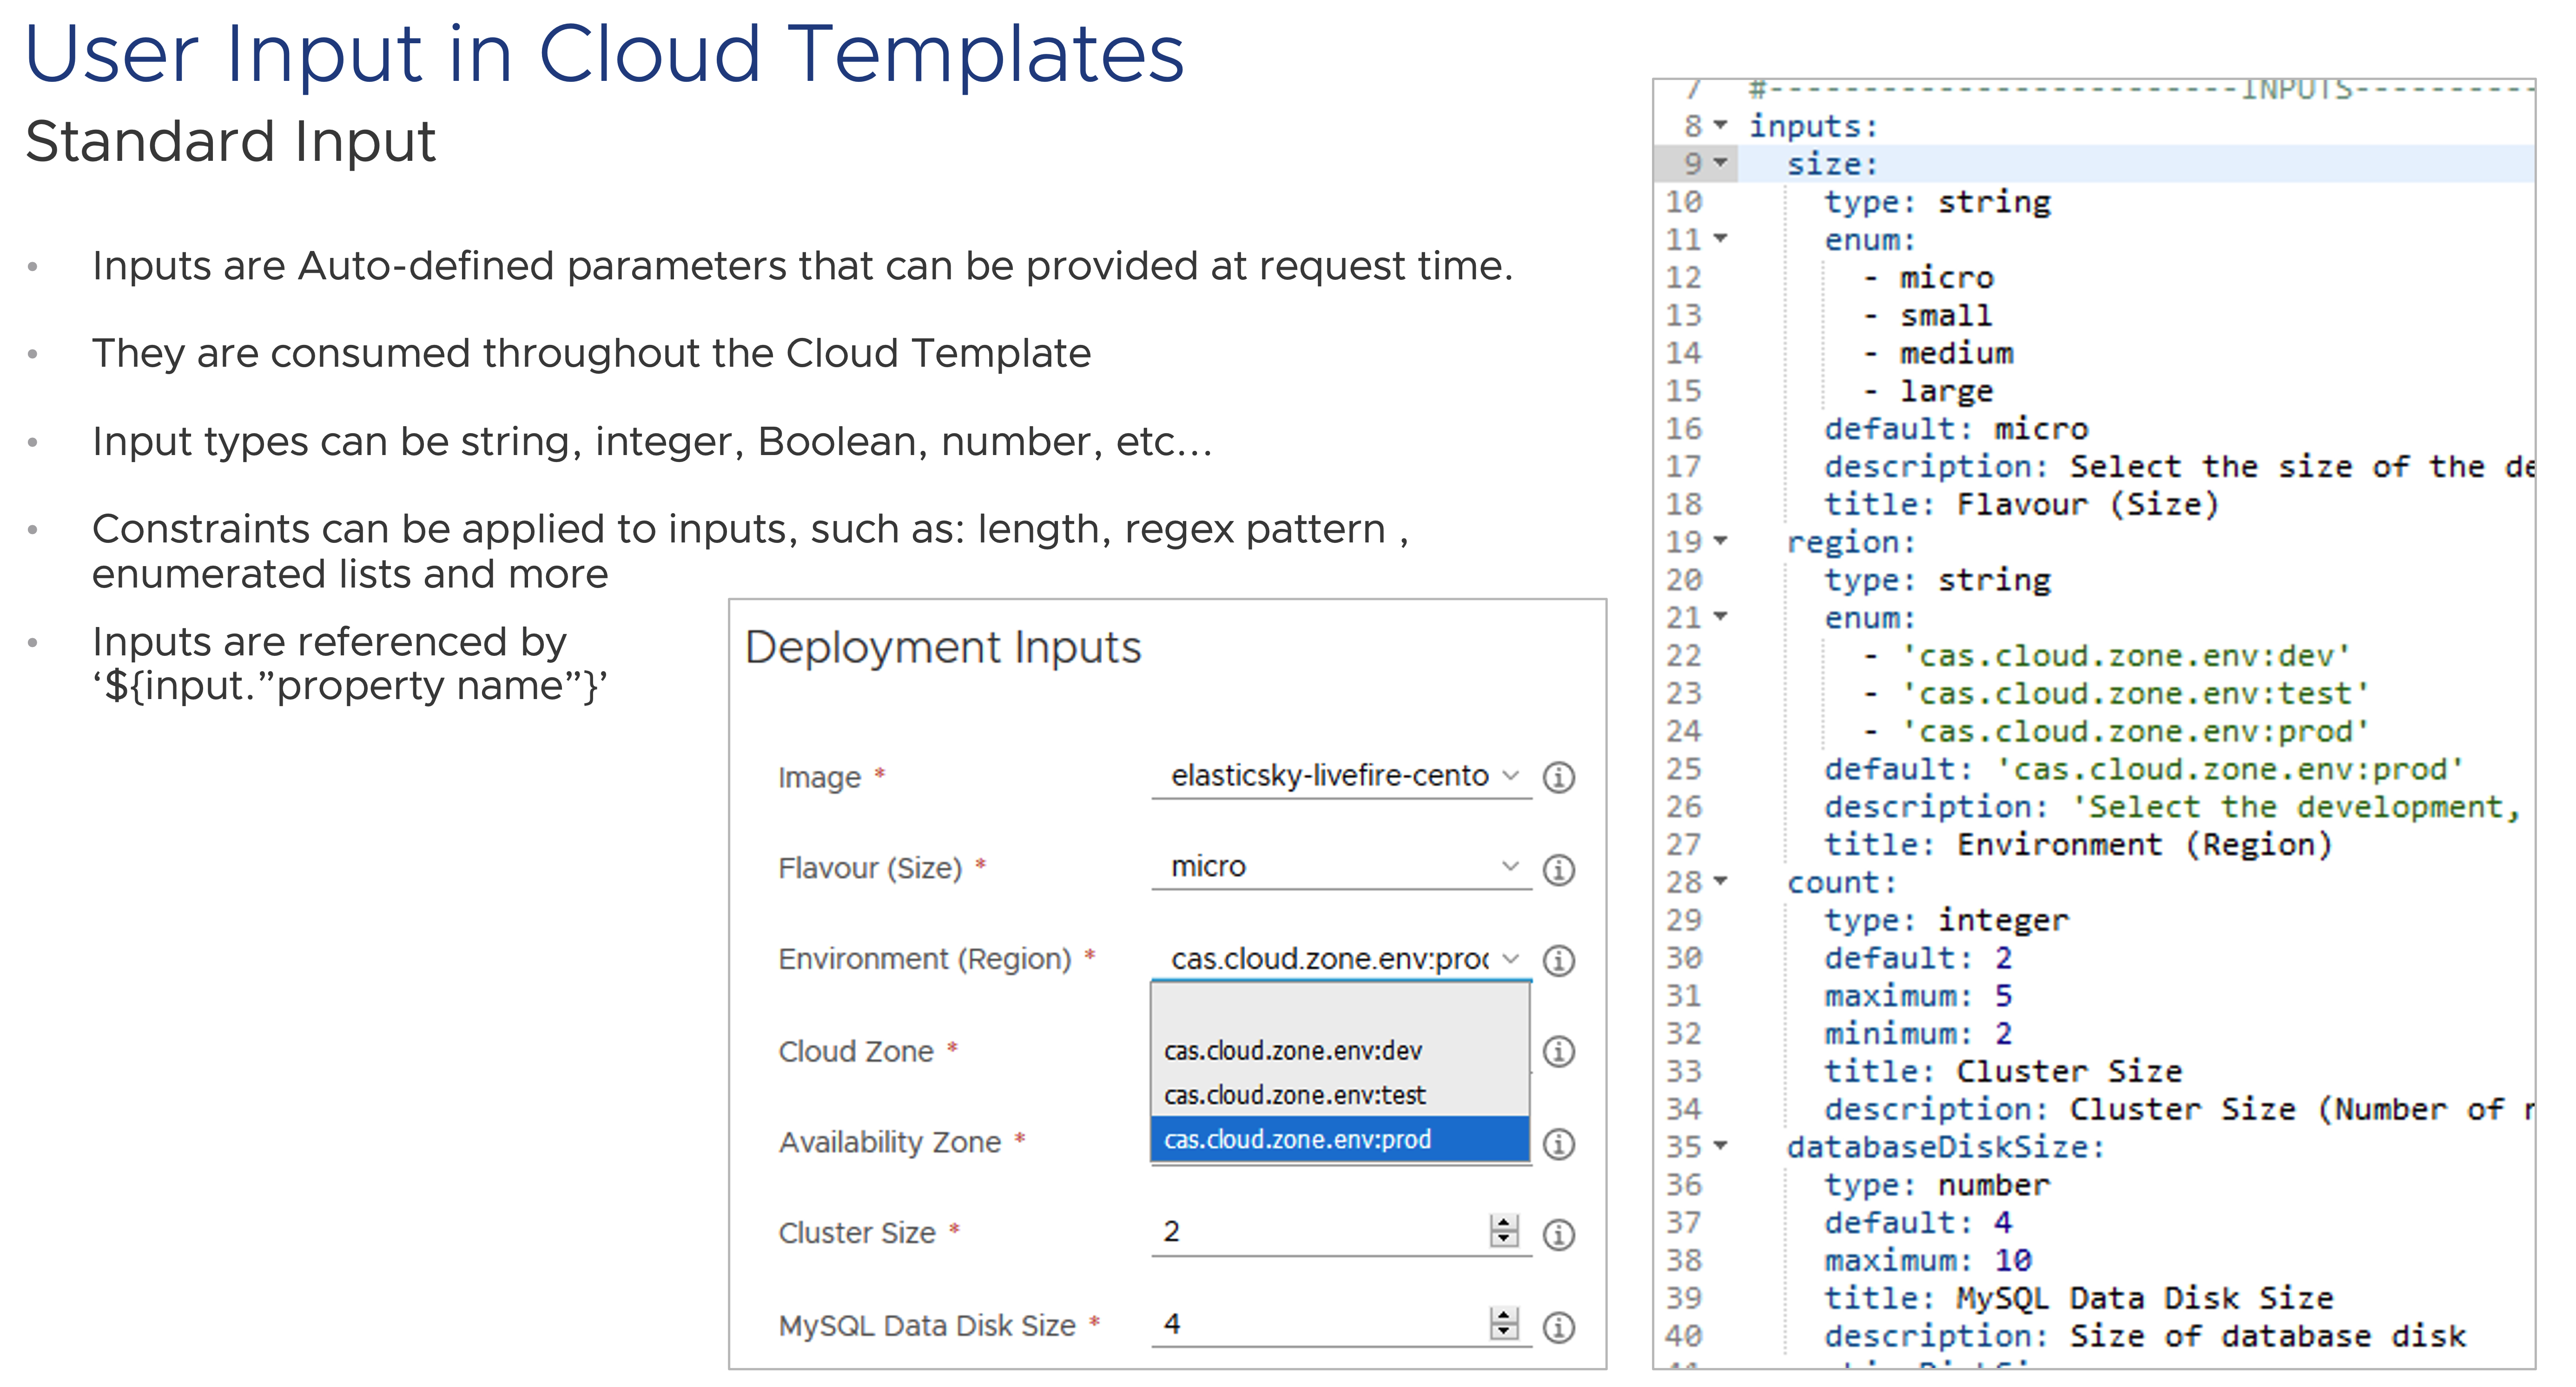 User Input in Cloud Templates
Standard Input
• Inputs are Auto-defined parameters that can be provided at request time.
• They are consumed throughout the Cloud Template
• Input types can be string, integer, Boolean, number, etc...
• Constraints can be applied to inputs, such as: length, regex pattern ,
enumerated lists and more
• Inputs are referenced by
‘${input.”property name”}’
Deployment Inputs
Image * elasticsky-livefire-cento
Flavour (Size) * micro
Environment (Region) * cas.cloud.zone.env:prod
Cloud Zone *
cas.cloud.zone.env:dev
cas.cloud.zone.env:test
Availability Zone *
cas.cloud.zone.env:prod
Cluster Size * 2
MySQL Data Disk Size * 4
7 #-------------------------INPUTS----------
8 inputs:
9 size:
10 type: string
11 enum:
12 - micro
13 - small
14 - medium
15 - large
16 default: micro
17 description: Select the size of the de
18 title: Flavour (Size)
19 region:
20 type: string
21 enum:
22 - 'cas.cloud.zone.env:dev'
23 - 'cas.cloud.zone.env:test'
24 - 'cas.cloud.zone.env:prod'
25 default: 'cas.cloud.zone.env:prod'
26 description: 'Select the development,
27 title: Environment (Region)
28 count:
29 type: integer
30 default: 2
31 maximum: 5
32 minimum: 2
33 title: Cluster Size
34 description: Cluster Size (Number of
35 databaseDiskSize:
36 type: number
37 default: 4
38 maximum: 10
39 title: MySQL Data Disk Size
40 description: Size of database disk